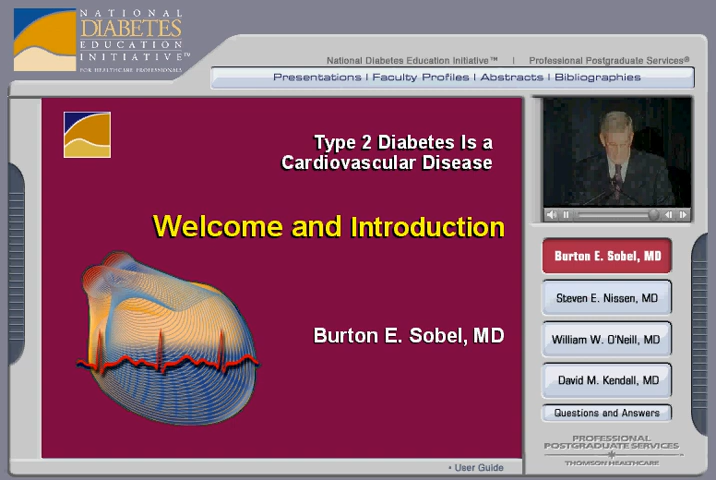 NATIONAL
DIABETES
EDUCATION
INITIATIVE™
FOR HEALTHCARE PROFESSIONALS
National Diabetes Education Initiative™ | Professional Postgraduate Services®
Presentations | Faculty Profiles | Abstracts | Bibliographies
Type 2 Diabetes Is a
Cardiovascular Disease
Welcome and Introduction
Burton E. Sobel, MD
Burton E. Sobel, MD
Steven E. Nissen, MD
William W. O'Neill, MD
David M. Kendall, MD
Questions and Answers
PROFESSIONAL
POSTGRADUATE SERVICES
THOMSON HEALTHCARE
• User Guide